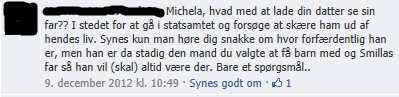 Michela, hvad med at lade din datter se sin
far?? I stedet for at gå i statsamtet og forsøge at skære ham ud af
hendes liv. Synes kun man høre dig snakke om hvor forfærdentlig han
er, men han er da stadig den mand du valgte at få barn med og Smillas
far så han vil (skal) altid være der. Bare et spørgsmål..
9. december 2012 kl. 10:49 · Synes godt om · 1